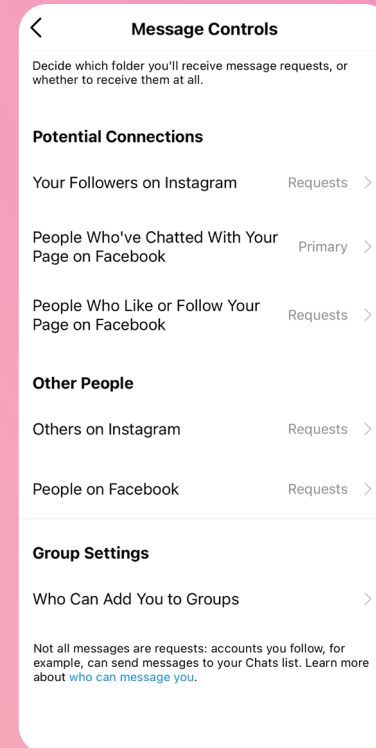 Message Controls
Decide which folder you'll receive message requests, or
whether to receive them at all.
Potential Connections
Your Followers on Instagram Requests
People Who've Chatted With Your
Page on Facebook Primary
People Who Like or Follow Your
Page on Facebook Requests
Other People
Others on Instagram Requests
People on Facebook Requests
Group Settings
Who Can Add You to Groups
Not all messages are requests: accounts you follow, for
example, can send messages to your Chats list. Learn more
about who can message you.